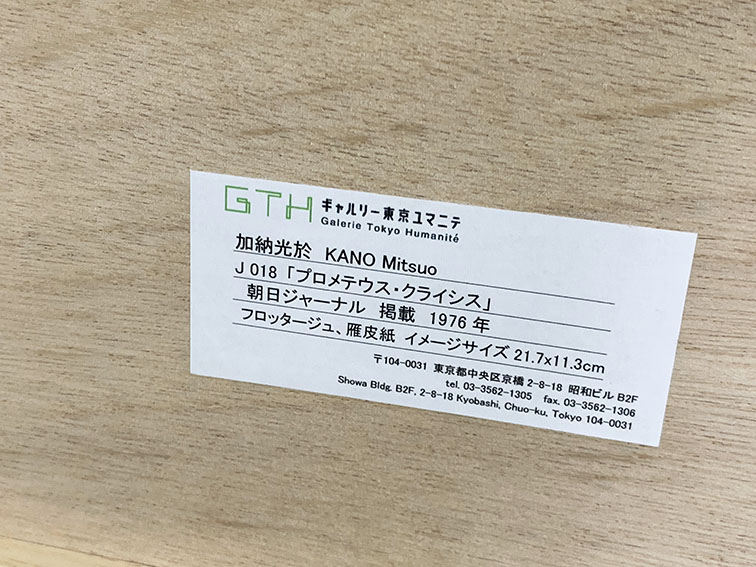 GTH ギャルリー東京ユマニテ
Galerie Tokyo Humanité
加納光於 KANO Mitsuo
J 018「プロメテウス・クライシス」
朝日ジャーナル 掲載 1976 年
フロッタージュ、雁皮紙 イメージサイズ 21.7x11.3cm
〒104-0031 東京都中央区京橋 2-8-18 昭和ビル B2F
tel. 03-3562-1305 fax. 03-3562-1306
Showa Bldg. B2F, 2-8-18 Kyobashi, Chuo-ku, Tokyo 104-0031